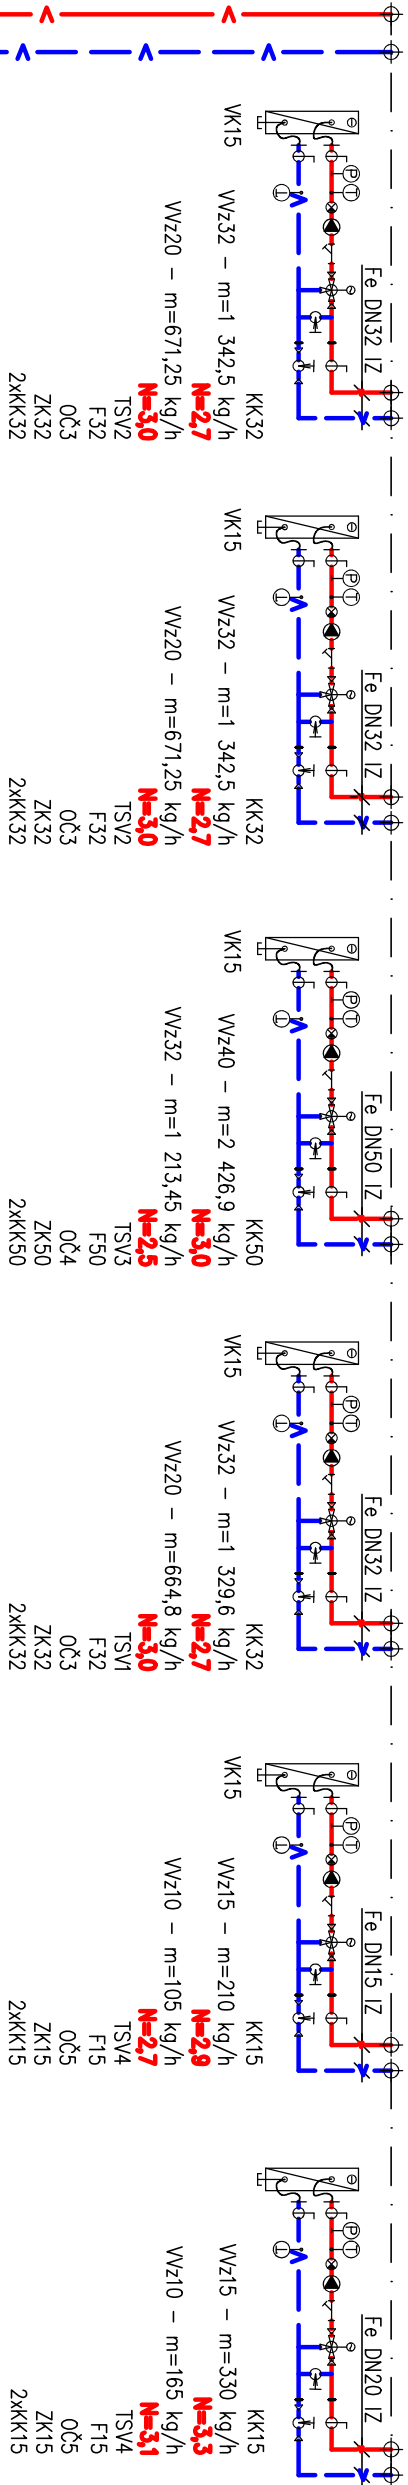 Fe DN32 IZ
P
T
T
VK15
KK32
VVz32 – m=1 342,5 kg/h
N=2,7
VVz20 – m=671,25 kg/h
N=3,0
TSV2
F32
OČ3
ZK32
2xKK32
Fe DN32 IZ
P
T
T
VK15
KK32
VVz32 – m=1 342,5 kg/h
N=2,7
VVz20 – m=671,25 kg/h
N=3,0
TSV2
F32
OČ3
ZK32
2xKK32
Fe DN50 IZ
P
T
T
VK15
KK50
VVz40 – m=2 426,9 kg/h
N=3,0
VVz32 – m=1 213,45 kg/h
N=2,5
TSV3
F50
OČ4
ZK50
2xKK50
Fe DN32 IZ
P
T
T
VK15
KK32
VVz32 – m=1 329,6 kg/h
N=2,7
VVz20 – m=664,8 kg/h
N=3,0
TSV1
F32
OČ3
ZK32
2xKK32
Fe DN15 IZ
P
T
T
VK15
KK15
VVz15 – m=210 kg/h
N=2,9
VVz10 – m=105 kg/h
N=2,7
TSV4
F15
OČ5
ZK15
2xKK15
Fe DN20 IZ
P
T
T
KK15
VVz15 – m=330 kg/h
N=3,3
VVz10 – m=165 kg/h
N=3,1
TSV4
F15
OČ5
ZK15
2xKK15